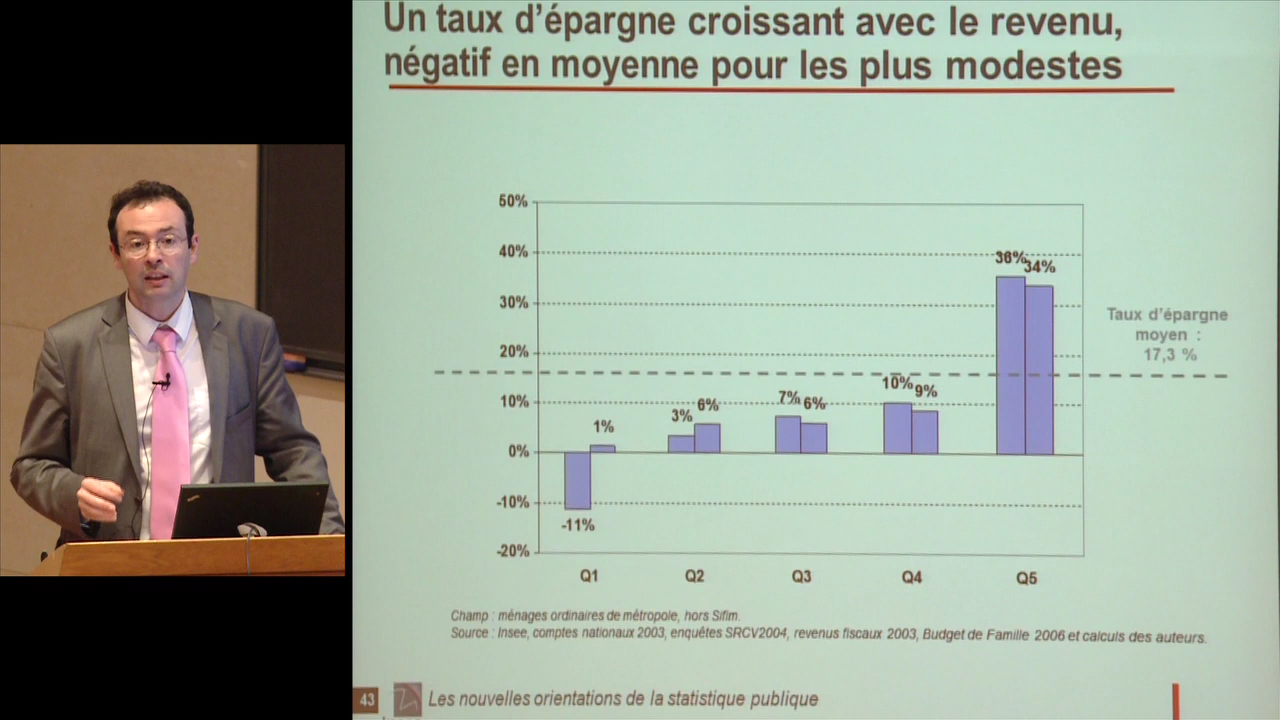 Un taux d’épargne croissant avec le revenu,
négatif en moyenne pour les plus modestes
50%
40%
30%
20%
10%
0%
-10%
-20%
-11%
1%
3%
6%
7%
6%
10%
9%
36%
34%
Taux d’épargne
moyen :
17,3 %
Q1
Q2
Q3
Q4
Q5
Champ : ménages ordinaires de métropole, hors Sifim.
Source : Insee, comptes nationaux 2003, enquêtes SRCV2004, revenus fiscaux 2003, Budget de Famille 2006 et calculs des auteurs.
43
Les nouvelles orientations de la statistique publique